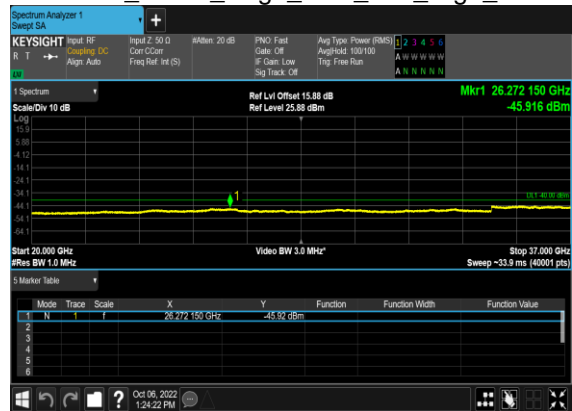 Spectrum Analyzer 1
Swept SA
+
KEYSIGHT Input: RF Input Z: 50 Ω #Atten: 20 dB PNO: Fast Avg Type: Power (RMS) 1 2 3 4 5 6
R T Coupling: DC Corr CCorr Gate: Off Avg|Hold: 100/100 A W W W W W
Align: Auto Freq Ref: Int (S) IF Gain: Low Trig: Free Run
LW Sig Track: Off A N N N N N
1 Spectrum Ref Lvl Offset 15.88 dB Mkr1 26.272 150 GHz
Scale/Div 10 dB Ref Level 25.88 dBm -45.916 dBm
Log
15.9
5.88
-4.12
-14.1
-24.1
-34.1 1 DL1 -40.00 dBm
-44.1
-54.1
-64.1
Start 20.000 GHz Video BW 3.0 MHz* Stop 37.000 GHz
#Res BW 1.0 MHz Sweep ~33.9 ms (40001 pts)
5 Marker Table
Mode Trace Scale X Y Function Function Width Function Value
1 N 1 f 26.272 150 GHz -45.92 dBm
2
3
4
5
6
? Oct 06, 2022
1:24:22 PM